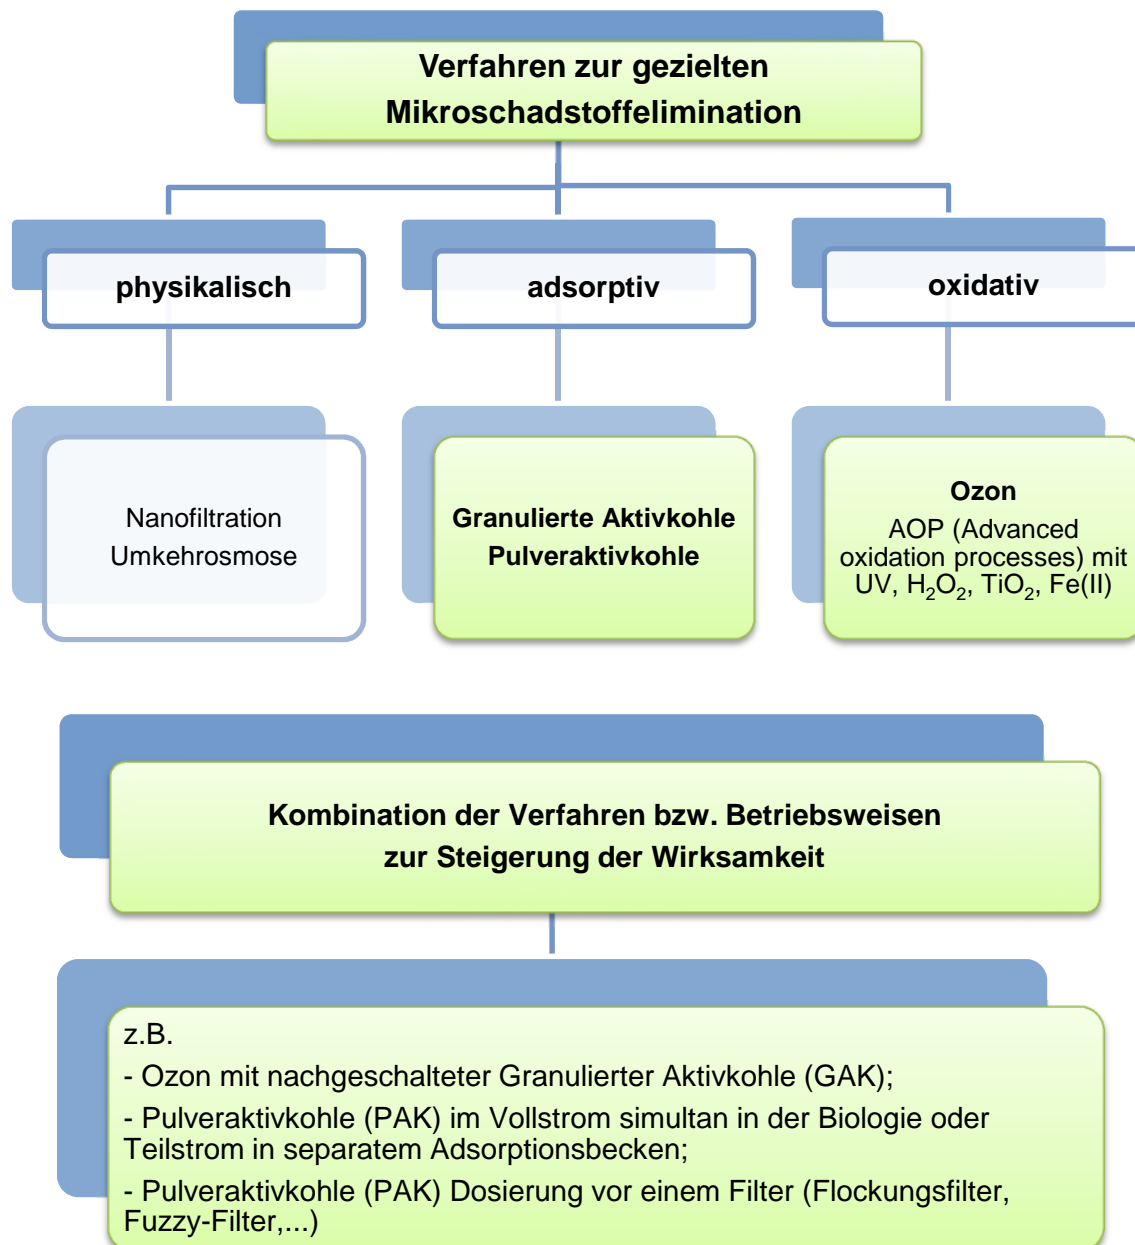 Verfahren zur gezielten
Mikroschadstoffelimination
physikalisch
adsorptiv
oxidativ
Nanofiltration
Umkehrosmose
Granulierte Aktivkohle
Pulveraktivkohle
Ozon
AOP (Advanced
oxidation processes) mit
UV, H₂O₂, TiO₂, Fe(II)
Kombination der Verfahren bzw. Betriebsweisen
zur Steigerung der Wirksamkeit
z.B.
- Ozon mit nachgeschalteter Granulierter Aktivkohle (GAK);
- Pulveraktivkohle (PAK) im Vollstrom simultan in der Biologie oder
Teilstrom in separatem Adsorptionsbecken;
- Pulveraktivkohle (PAK) Dosierung vor einem Filter (Flockungsfilter,
Fuzzy-Filter,...)